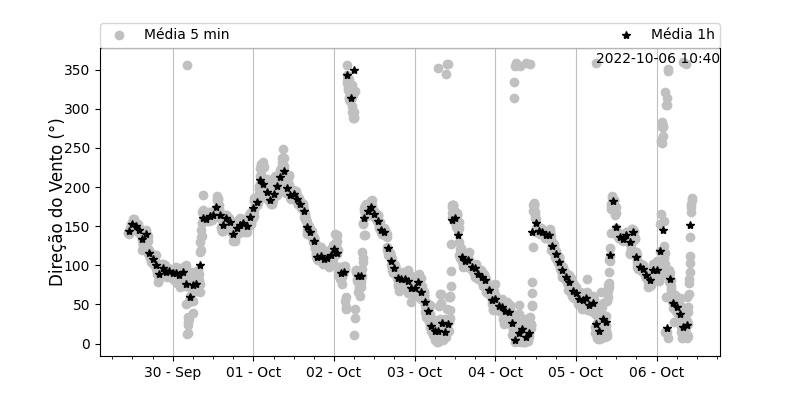 Média 5 min
Média 1h
2022-10-06 10:40
Direção do Vento (°)
350
300
250
200
150
100
50
0
30 - Sep
01 - Oct
02 - Oct
03 - Oct
04 - Oct
05 - Oct
06 - Oct